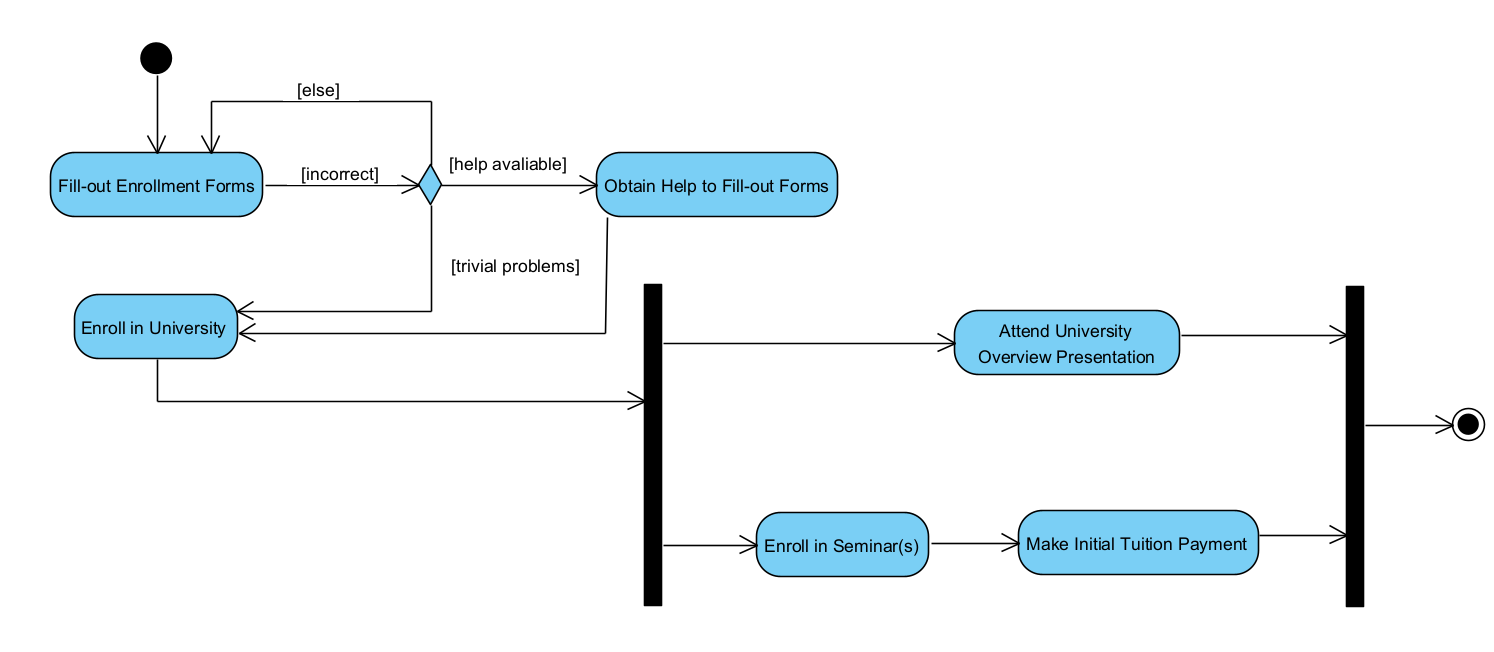 [else]
Fill-out Enrollment Forms
[incorrect]
[help avaliable]
Obtain Help to Fill-out Forms
[trivial problems]
Enroll in University
Attend University
Overview Presentation
Enroll in Seminar(s)
Make Initial Tuition Payment